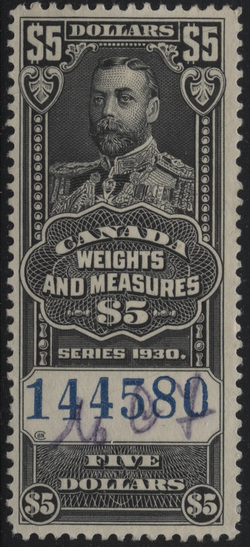 $5 DOLLARS $5
CANADA
WEIGHTS
AND MEASURES
$5
SERIES 1930.
144580
FIVE
$5 DOLLARS $5